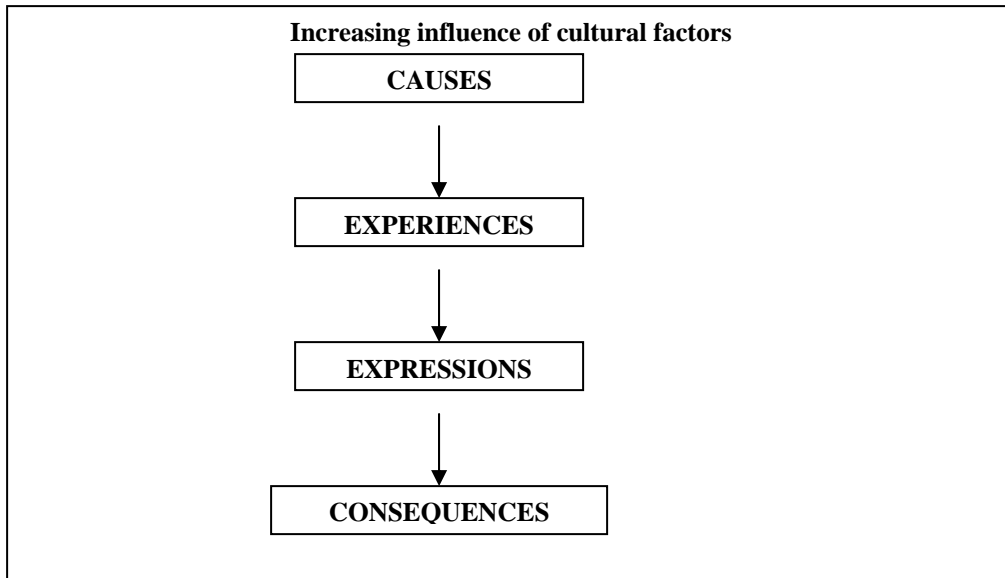 Increasing influence of cultural factors
CAUSES
EXPERIENCES
EXPRESSIONS
CONSEQUENCES